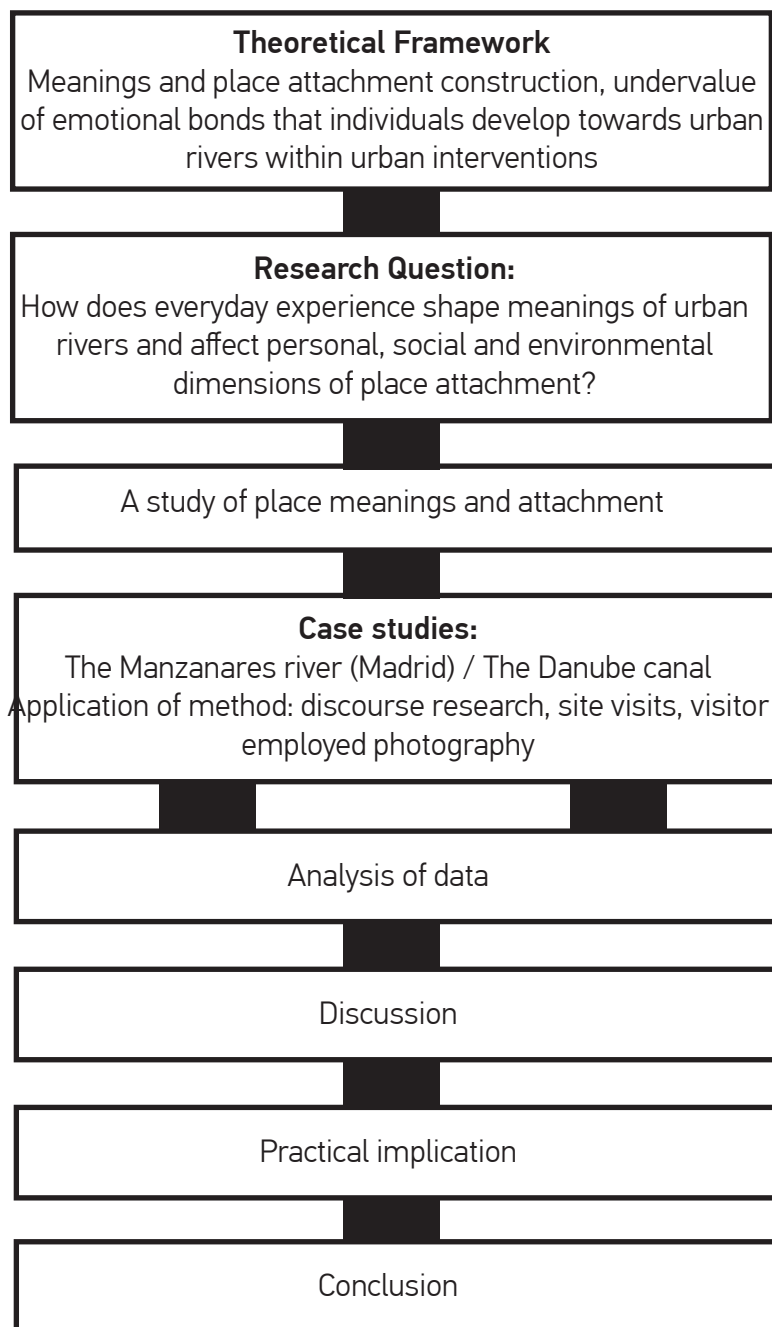 Theoretical Framework
Meanings and place attachment construction, undervalue
of emotional bonds that individuals develop towards urban
rivers within urban interventions
Research Question:
How does everyday experience shape meanings of urban
rivers and affect personal, social and environmental
dimensions of place attachment?
A study of place meanings and attachment
Case studies:
The Manzanares river (Madrid) / The Danube canal
Application of method: discourse research, site visits, visitor
employed photography
Analysis of data
Discussion
Practical implication
Conclusion